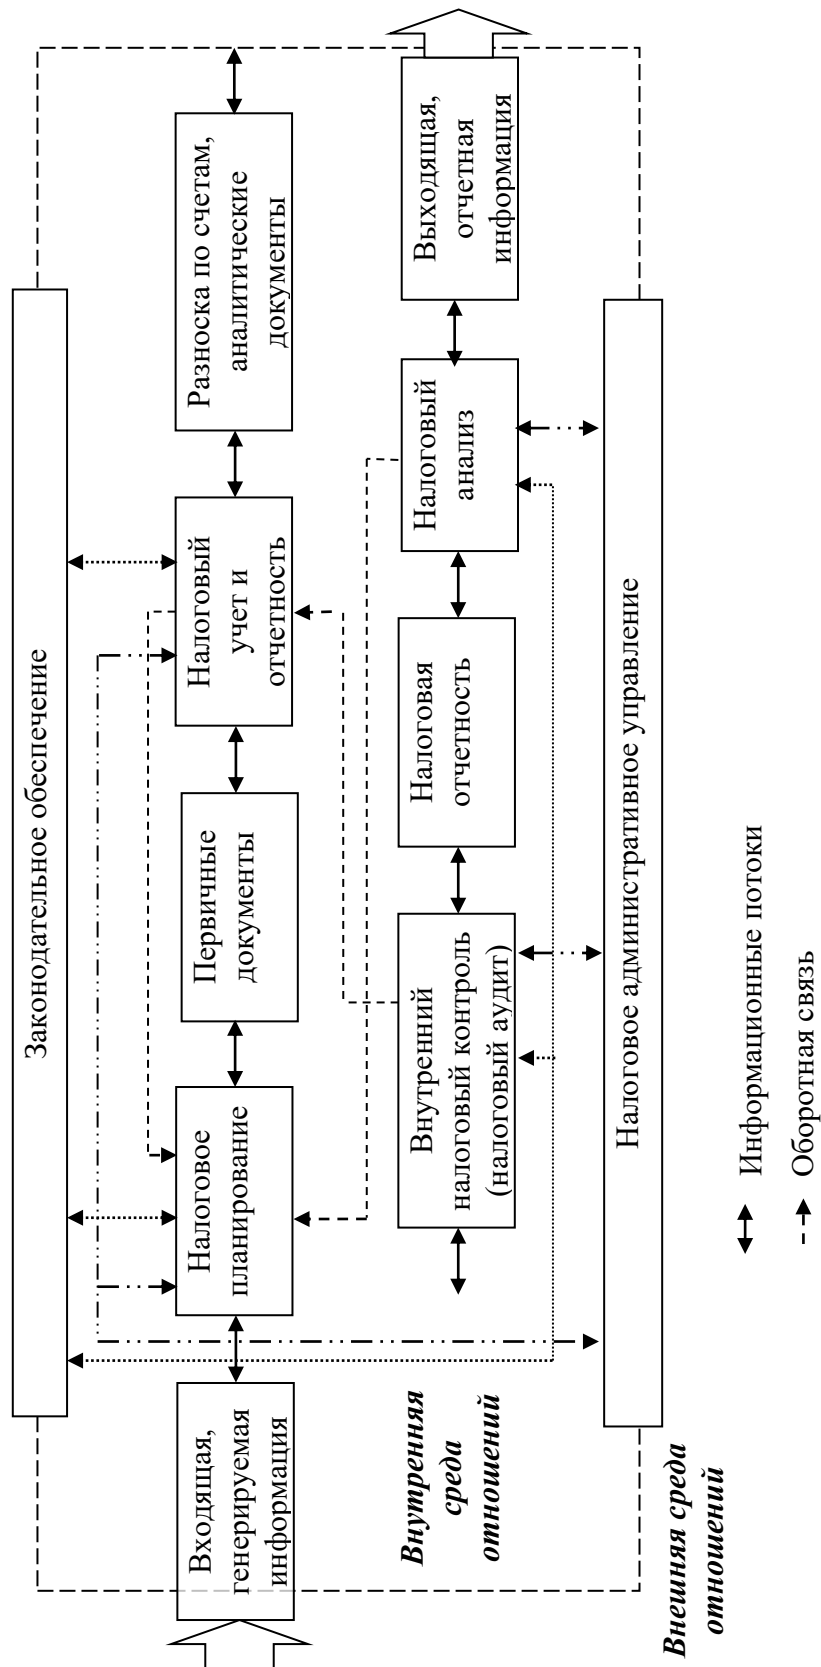 Законодательное обеспечение
Входящая,
генерируемая
информация
Налоговое
планирование
Первичные
документы
Налоговый
учет и
отчетность
Разноска по счетам,
аналитические
документы
Внутренняя
среда
отношений
Внутренний
налоговый контроль
(налоговый аудит)
Налоговая
отчетность
Налоговый
анализ
Выходящая,
отчетная
информация
Налоговое административное управление
Внешняя среда
отношений
Информационные потоки
Оборотная связь